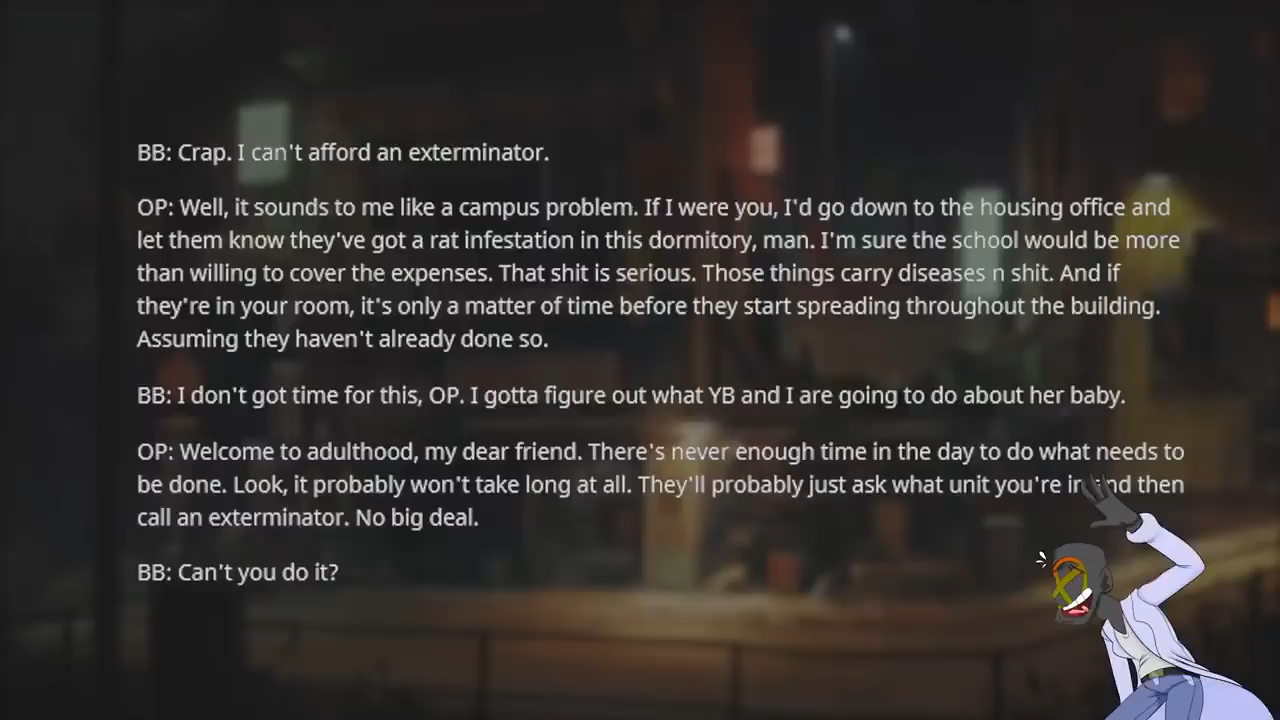 BB: Crap. I can't afford an exterminator.
OP: Well, it sounds to me like a campus problem. If I were you, I'd go down to the housing office and
let them know they've got a rat infestation in this dormitory, man. I'm sure the school would be more
than willing to cover the expenses. That shit is serious. Those things carry diseases n shit. And if
they're in your room, it's only a matter of time before they start spreading throughout the building.
Assuming they haven't already done so.
BB: I don't got time for this, OP. I gotta figure out what YB and I are going to do about her baby.
OP: Welcome to adulthood, my dear friend. There's never enough time in the day to do what needs to
be done. Look, it probably won't take long at all. They'll probably just ask what unit you're in and then
call an exterminator. No big deal.
BB: Can't you do it?